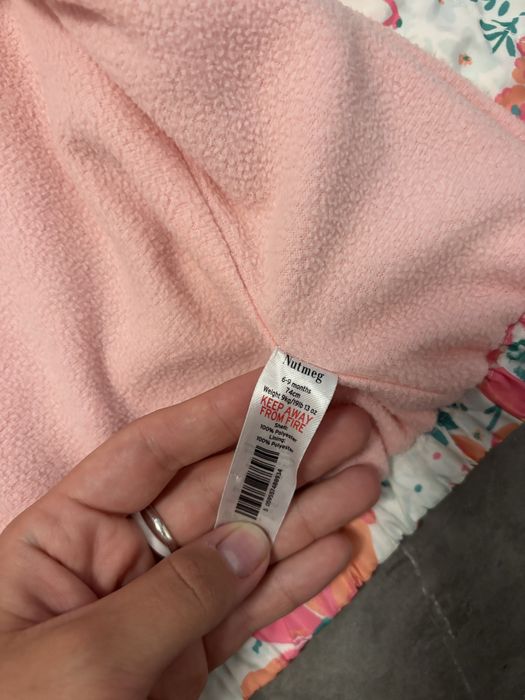 Nutmeg
6-9 months
74cm
Weight 9kg/19lb 13 oz
KEEP AWAY
FROM FIRE
Shell:
100% Polyester
Lining:
100% Polyester